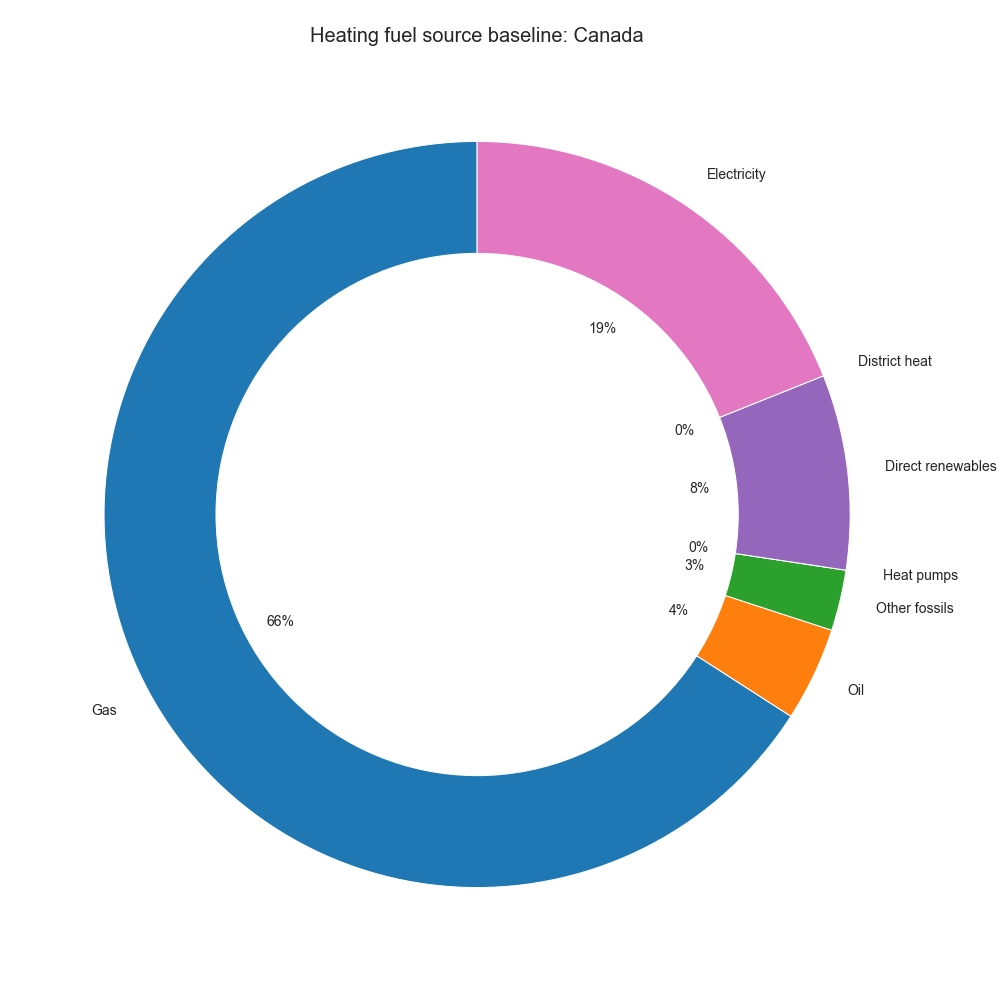 Heating fuel source baseline: Canada
Electricity
19%
District heat
0%
Direct renewables
8%
0%
Heat pumps
3%
Other fossils
4%
Oil
66%
Gas